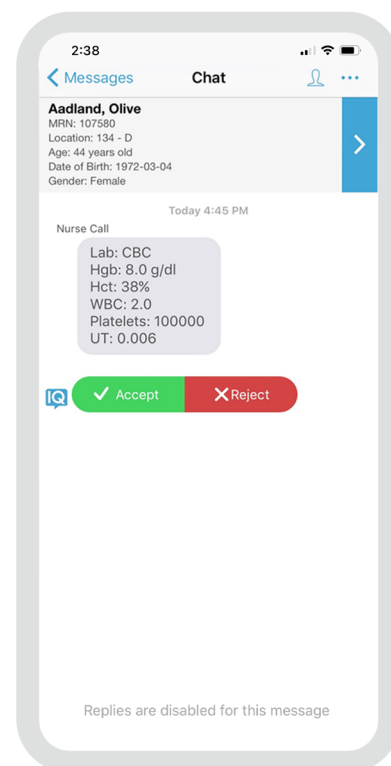 2:38
Messages
Chat
Aadland, Olive
MRN: 107580
Location: 134 - D
Age: 44 years old
Date of Birth: 1972-03-04
Gender: Female
Today 4:45 PM
Nurse Call
Lab: CBC
Hgb: 8.0 g/dl
Hct: 38%
WBC: 2.0
Platelets: 100000
UT: 0.006
IQ
Accept
Reject
Replies are disabled for this message